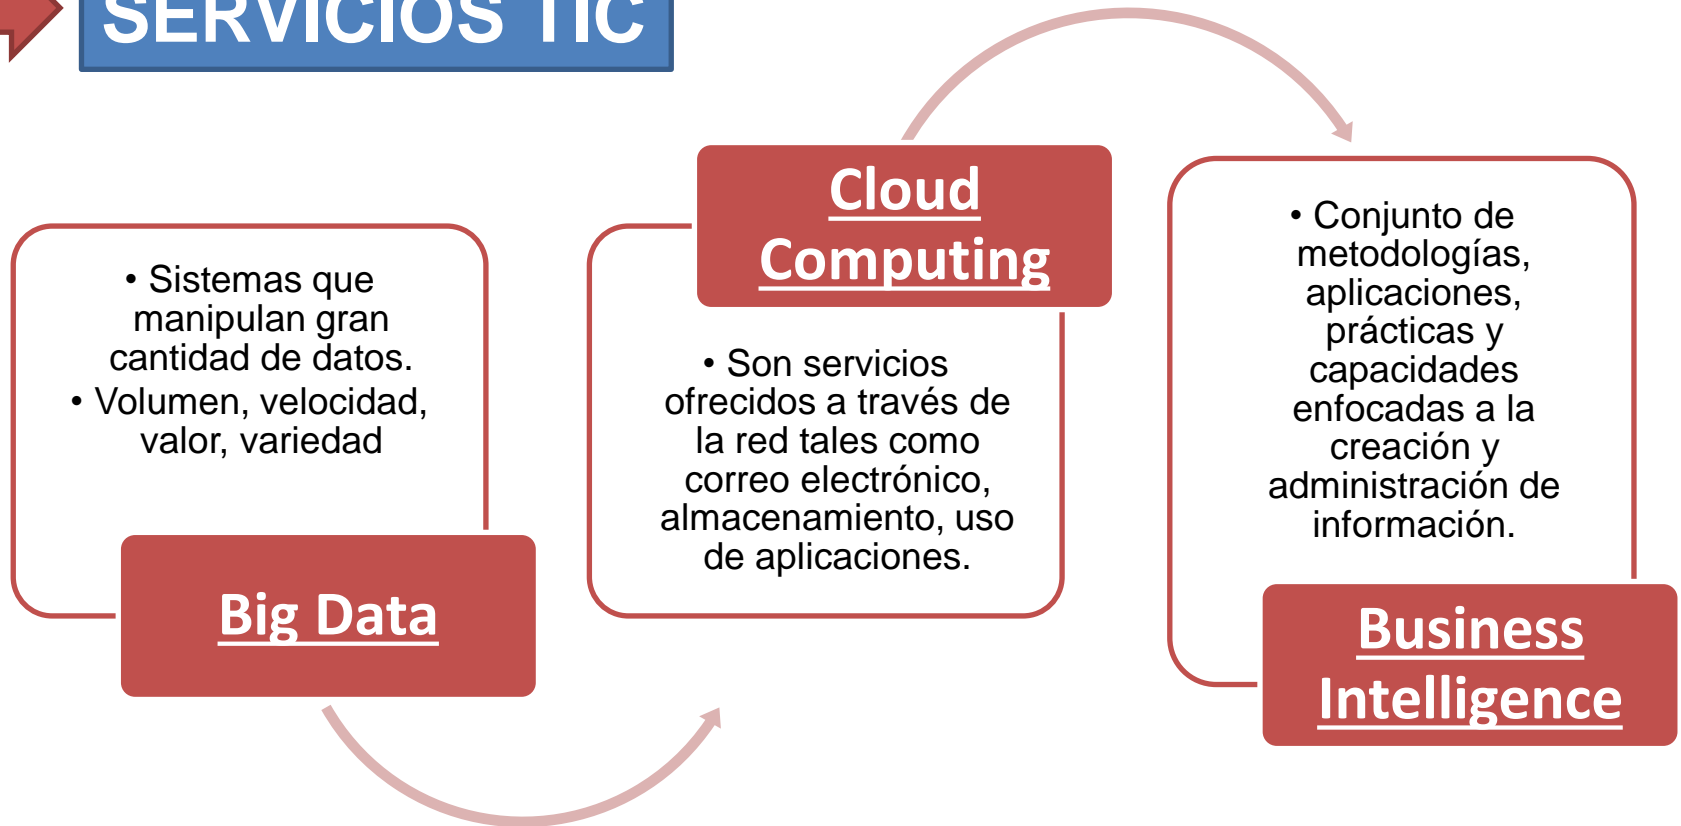 SERVICIOS TIC
• Sistemas que
manipulan gran
cantidad de datos.
• Volumen, velocidad,
valor, variedad
Big Data
Cloud
Computing
• Son servicios
ofrecidos a través de
la red tales como
correo electrónico,
almacenamiento, uso
de aplicaciones.
• Conjunto de
metodologías,
aplicaciones,
prácticas y
capacidades
enfocadas a la
creación y
administración de
información.
Business
Intelligence